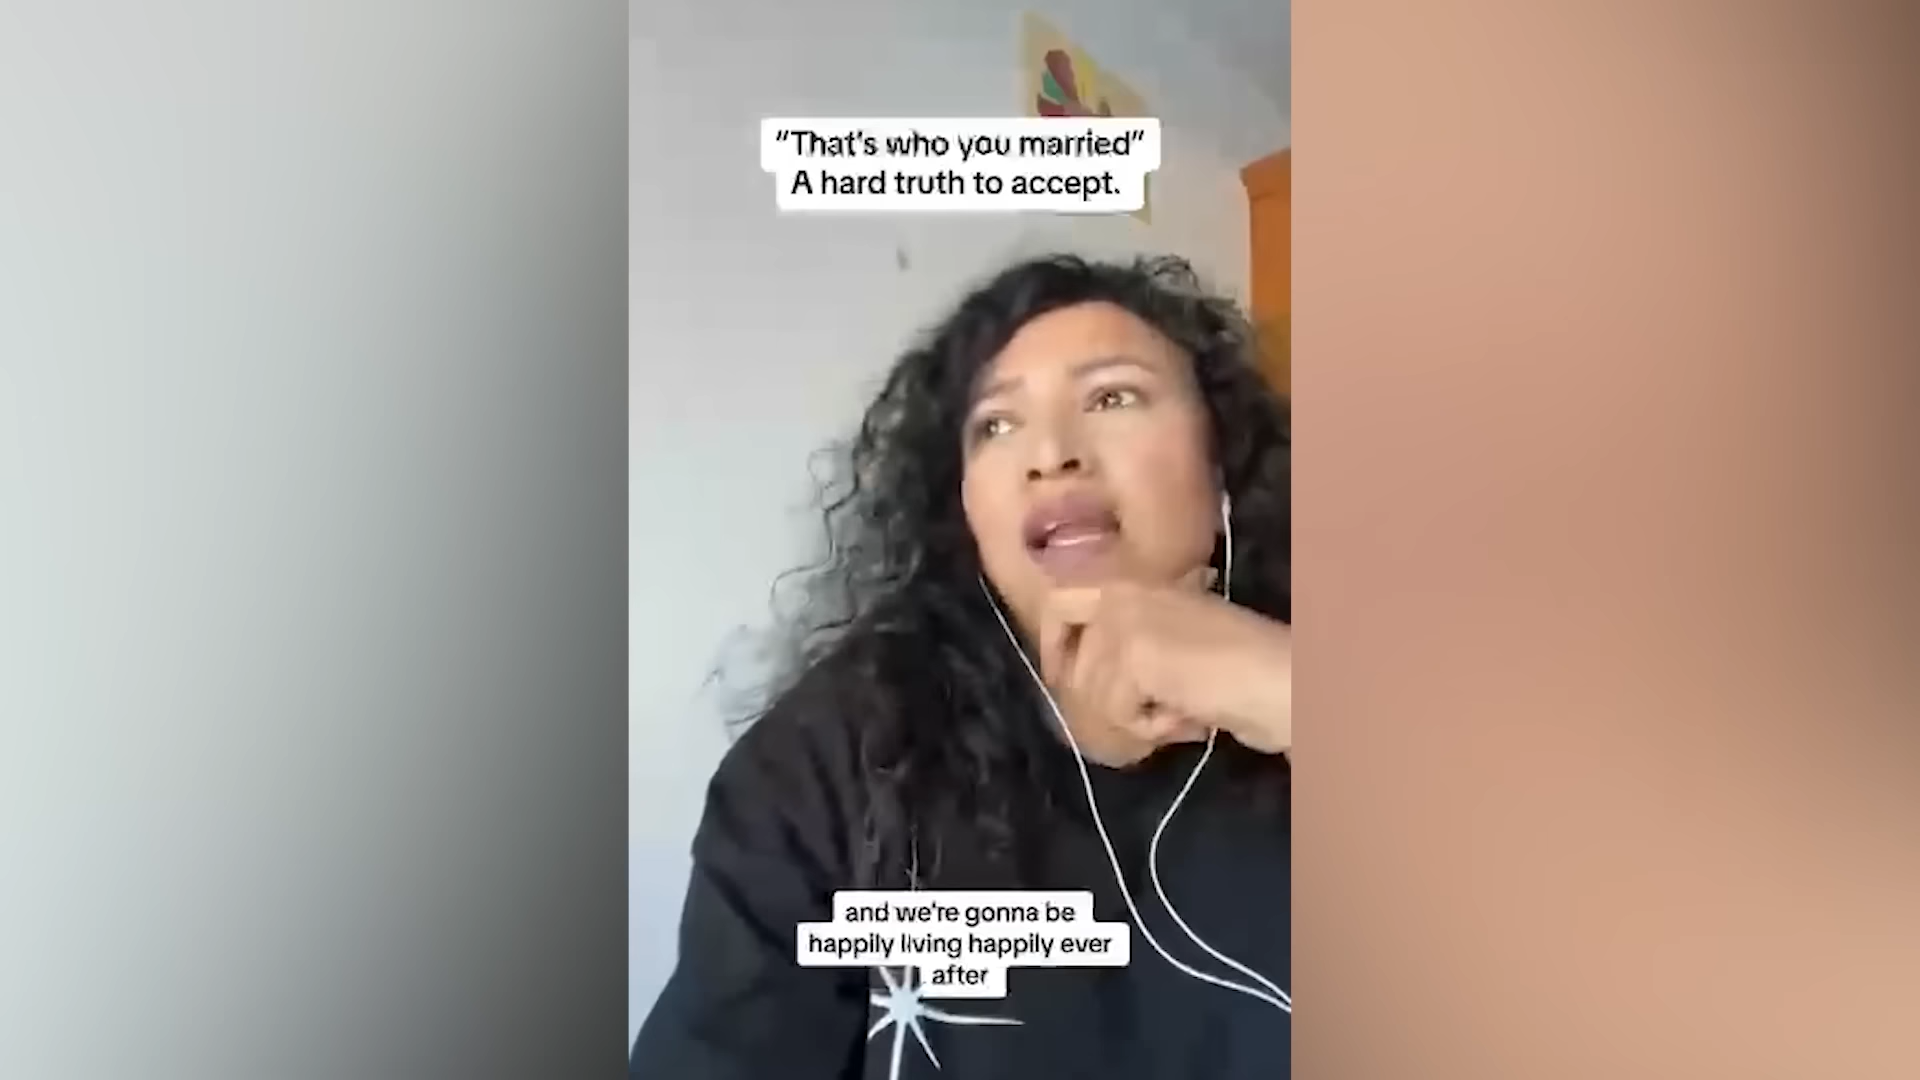 “That's who you married”
A hard truth to accept.
and we're gonna be
happily living happily ever
after